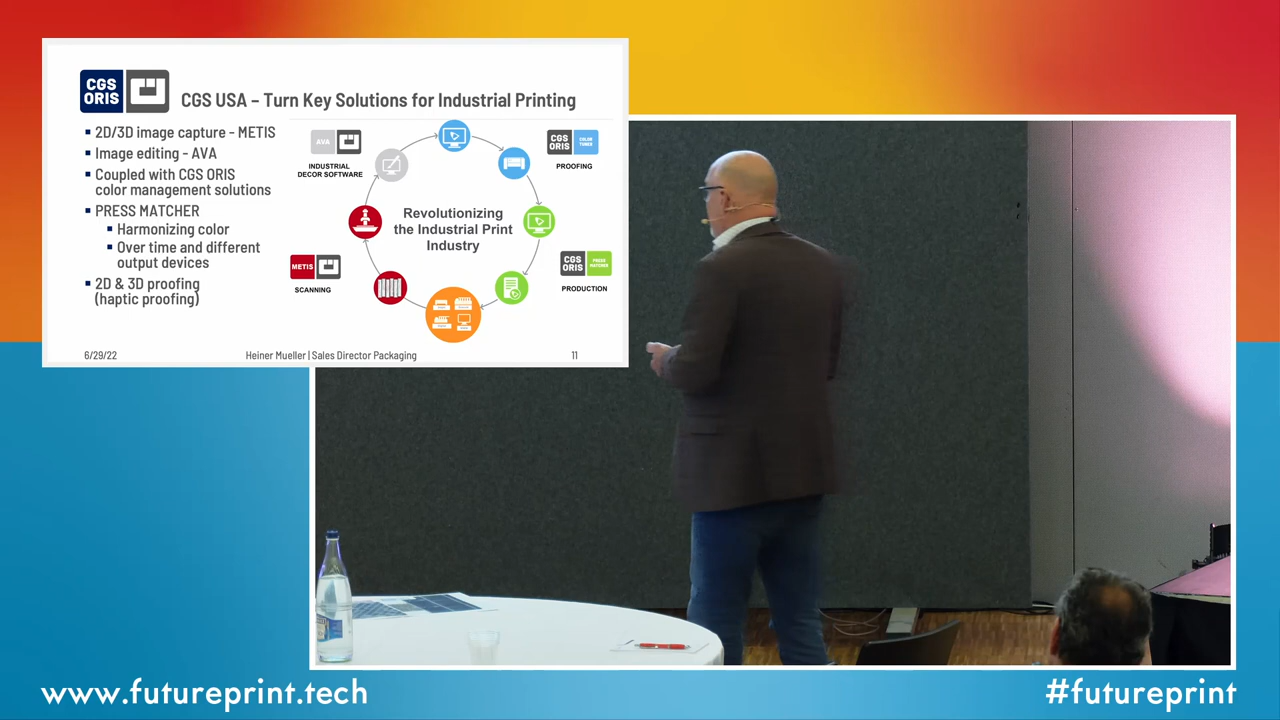 CGS
ORIS
CGS USA – Turn Key Solutions for Industrial Printing
2D/3D image capture - METIS
Image editing - AVA
Coupled with CGS ORIS
color management solutions
PRESS MATCHER
Harmonizing color
Over time and different
output devices
2D & 3D proofing
(haptic proofing)
AVA
INDUSTRIAL
DECOR SOFTWARE
CGS
ORIS
COLOR
TUNER
PROOFING
Revolutionizing
the Industrial Print
Industry
METIS
SCANNING
CGS
ORIS
PRESS
MATCHER
PRODUCTION
6/29/22
Heiner Mueller | Sales Director Packaging
11
www.futureprint.tech
#futureprint